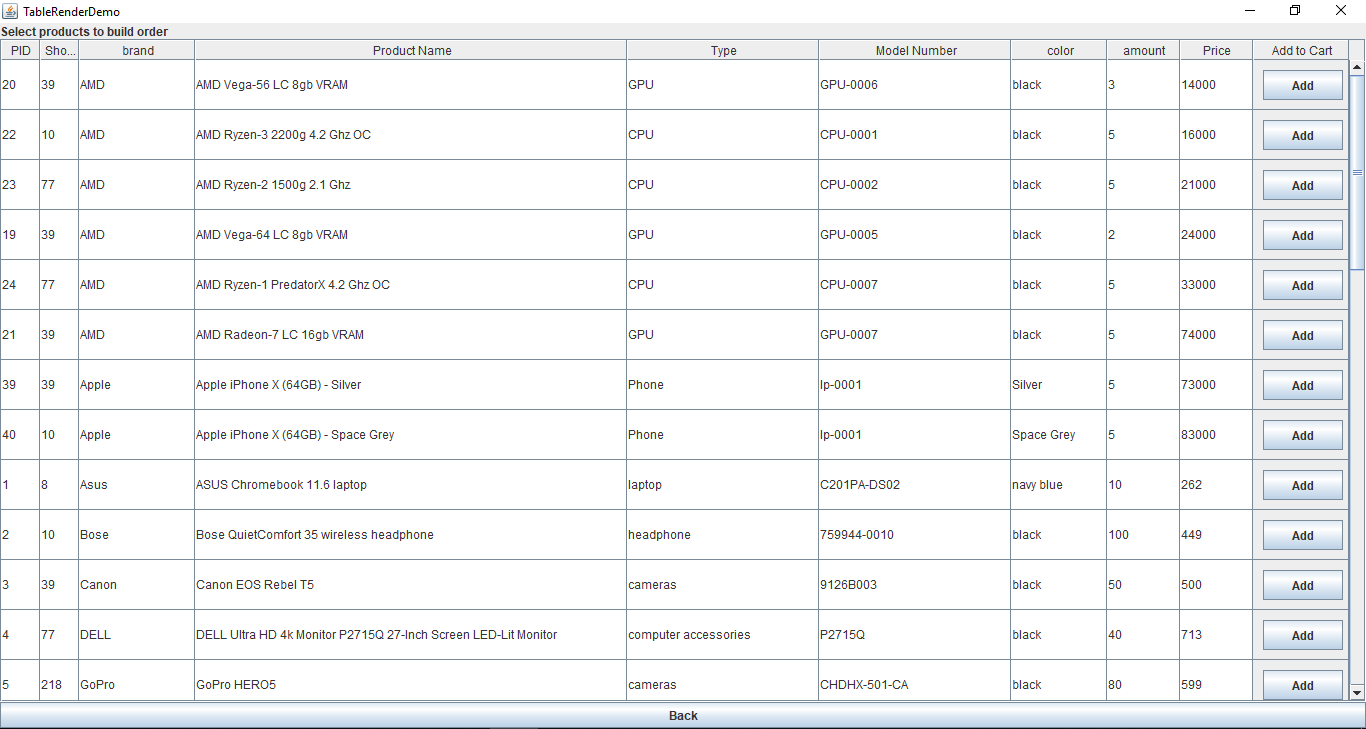 TableRenderDemo
Select products to build order
PID Sho... brand Product Name Type Model Number color amount Price Add to Cart
20 39 AMD AMD Vega-56 LC 8gb VRAM GPU GPU-0006 black 3 14000 Add
22 10 AMD AMD Ryzen-3 2200g 4.2 Ghz OC CPU CPU-0001 black 5 16000 Add
23 77 AMD AMD Ryzen-2 1500g 2.1 Ghz CPU CPU-0002 black 5 21000 Add
19 39 AMD AMD Vega-64 LC 8gb VRAM GPU GPU-0005 black 2 24000 Add
24 77 AMD AMD Ryzen-1 PredatorX 4.2 Ghz OC CPU CPU-0007 black 5 33000 Add
21 39 AMD AMD Radeon-7 LC 16gb VRAM GPU GPU-0007 black 5 74000 Add
39 39 Apple Apple iPhone X (64GB) - Silver Phone Ip-0001 Silver 5 73000 Add
40 10 Apple Apple iPhone X (64GB) - Space Grey Phone Ip-0001 Space Grey 5 83000 Add
1 8 Asus ASUS Chromebook 11.6 laptop laptop C201PA-DS02 navy blue 10 262 Add
2 10 Bose Bose QuietComfort 35 wireless headphone headphone 759944-0010 black 100 449 Add
3 39 Canon Canon EOS Rebel T5 cameras 9126B003 black 50 500 Add
4 77 DELL DELL Ultra HD 4k Monitor P2715Q 27-Inch Screen LED-Lit Monitor computer accessories P2715Q black 40 713 Add
5 218 GoPro GoPro HERO5 cameras CHDHX-501-CA black 80 599 Add
Back